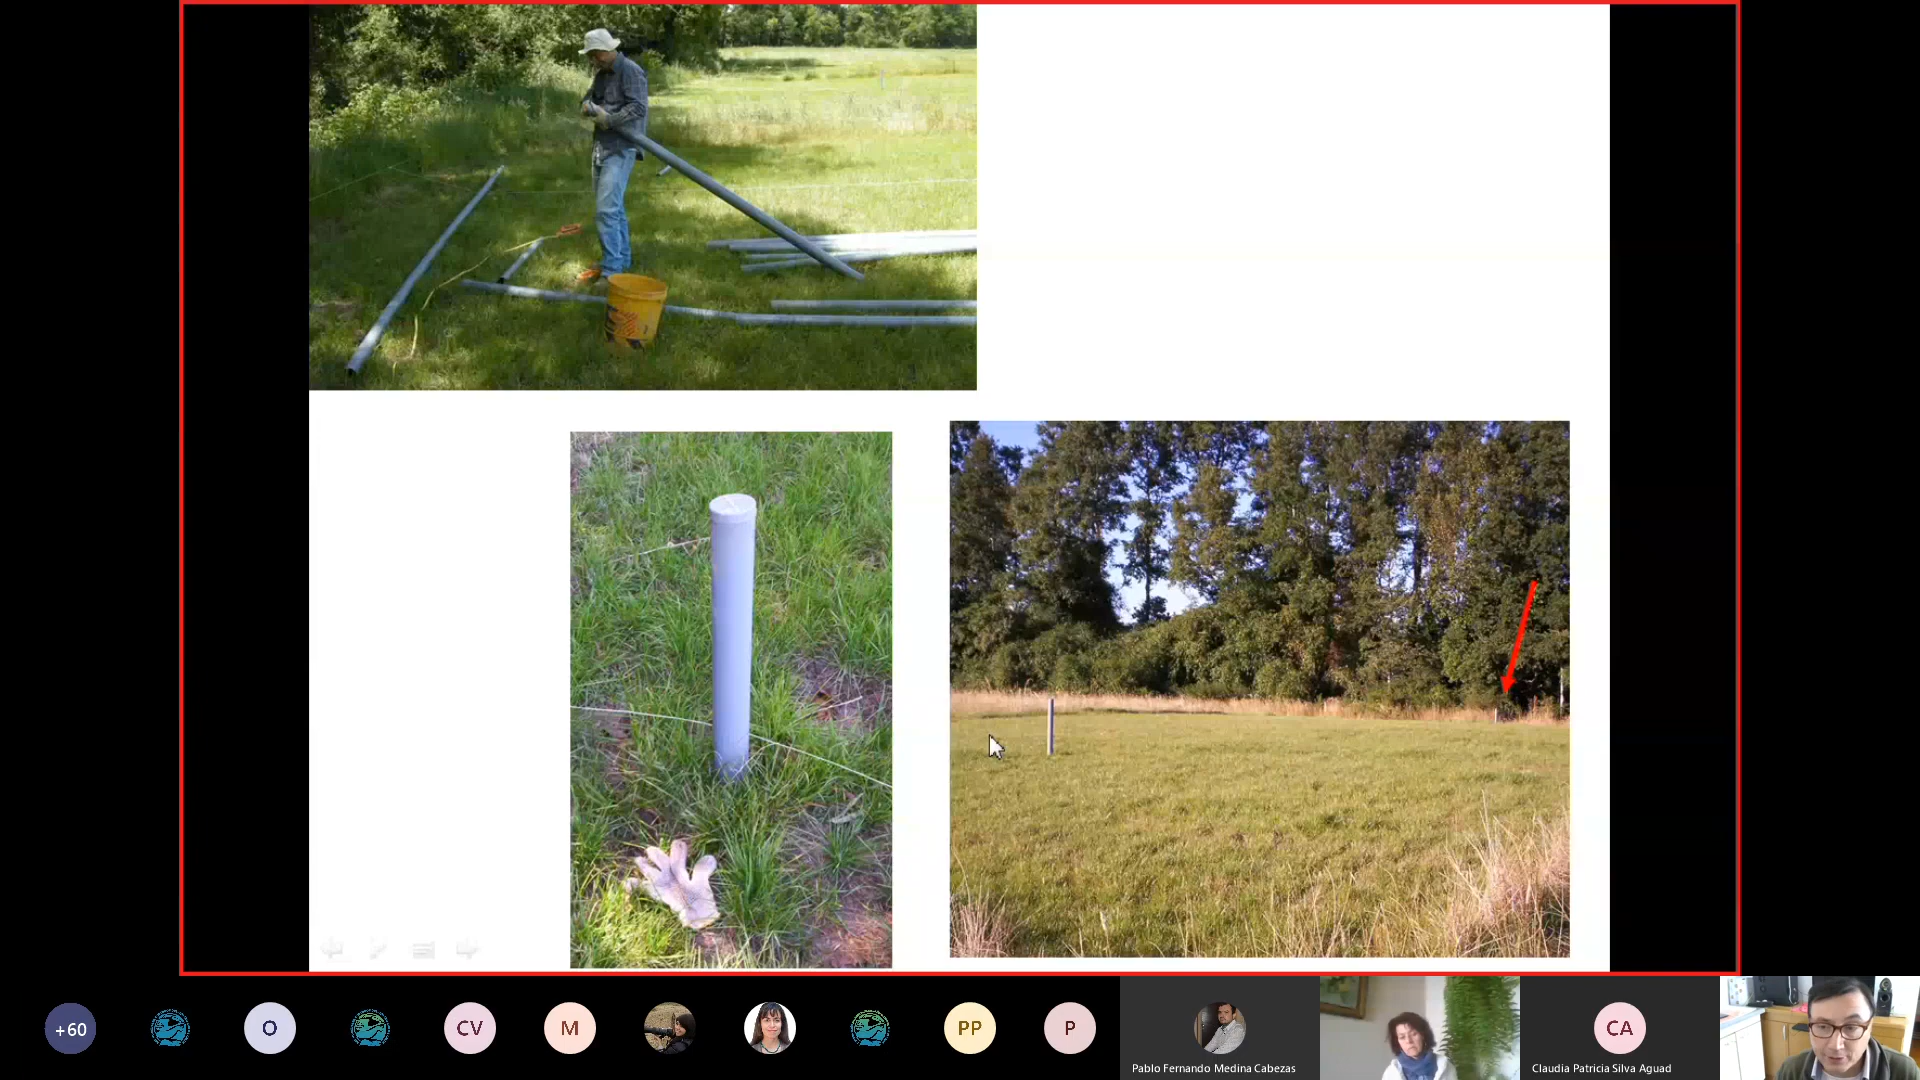 +60
O
CV
M
PP
P
Pablo Fernando Medina Cabezas
CA
Claudia Patricia Silva Aguad